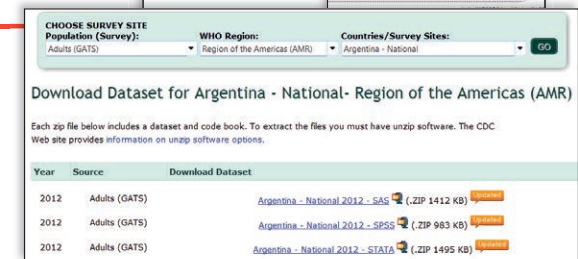 CHOOSE SURVEY SITE
Population (Survey): WHO Region: Countries/Survey Sites:
Adults (GATS) Region of the Americas (AMR) Argentina - National GO
Download Dataset for Argentina - National- Region of the Americas (AMR)
Each zip file below includes a dataset and code book. To extract the files you must have unzip software. The CDC
Web site provides information on unzip software options.
Year Source Download Dataset
2012 Adults (GATS) Argentina - National 2012 - SAS (.ZIP 1412 KB) Updated
2012 Adults (GATS) Argentina - National 2012 - SPSS (.ZIP 983 KB) Updated
2012 Adults (GATS) Argentina - National 2012 - STATA (.ZIP 1495 KB) Updated